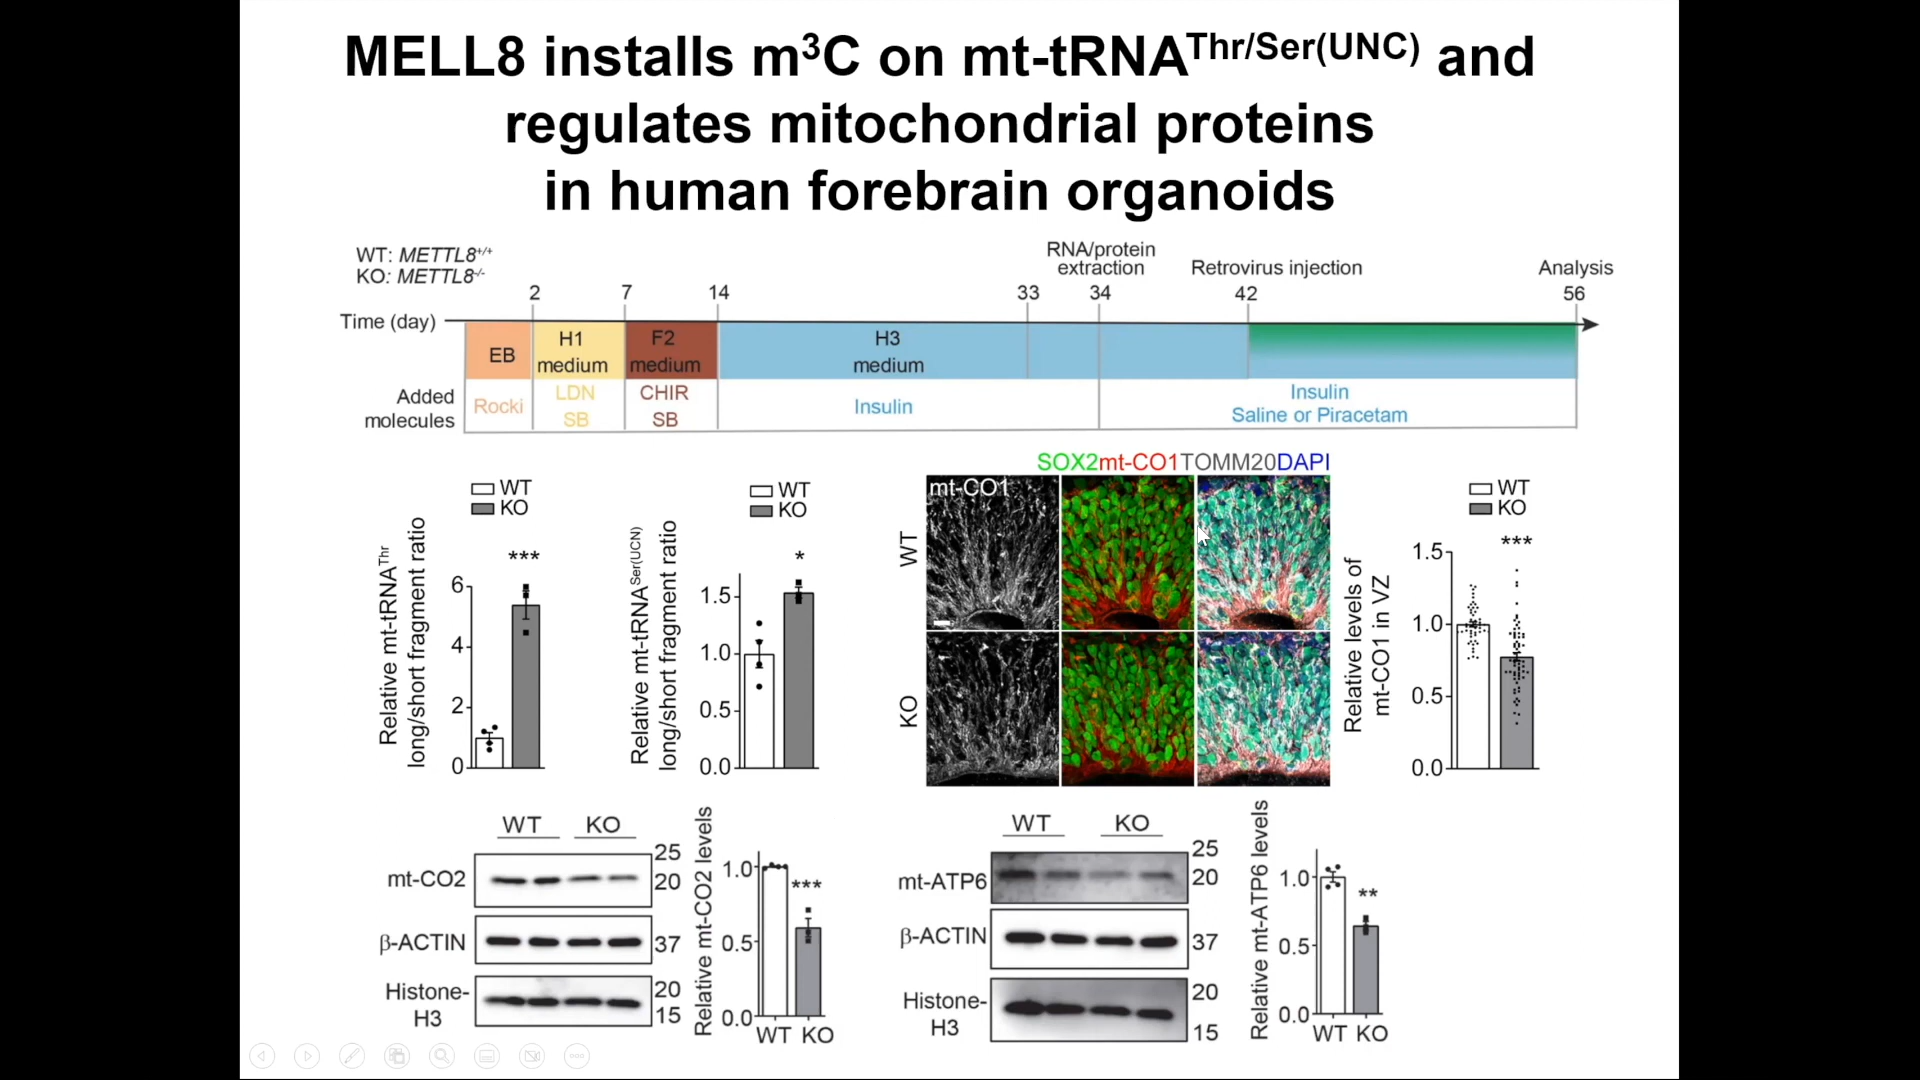 MELL8 installs m³C on mt-tRNAThr/Ser(UNC) and
regulates mitochondrial proteins
in human forebrain organoids
WT: METTL8+/+
KO: METTL8-/-
RNA/protein
extraction
Retrovirus injection
Analysis
2 7 14 33 34 42 56
Time (day)
EB
H1
medium
F2
medium
H3
medium
Added
molecules
Rocki
LDN
SB
CHIR
SB
Insulin
Insulin
Saline or Piracetam
WT
KO
Relative mt-tRNAThr
long/short fragment ratio
***
6
4
2
0
WT
KO
Relative mt-tRNASer(UCN)
long/short fragment ratio
*
1.5
1.0
0.5
0.0
SOX2mt-CO1TOMM20DAPI
mt-CO1
WT
KO
WT
KO
Relative levels of
mt-CO1 in VZ
***
1.5
1.0
0.5
0.0
WT KO
mt-CO2
25
20
β-ACTIN
37
Histone-
H3
20
15
Relative mt-CO2 levels
1.0
***
0.5
0.0
WT KO
WT KO
mt-ATP6
25
20
β-ACTIN
37
Histone-
H3
20
15
Relative mt-ATP6 levels
1.0
**
0.5
0.0
WT KO